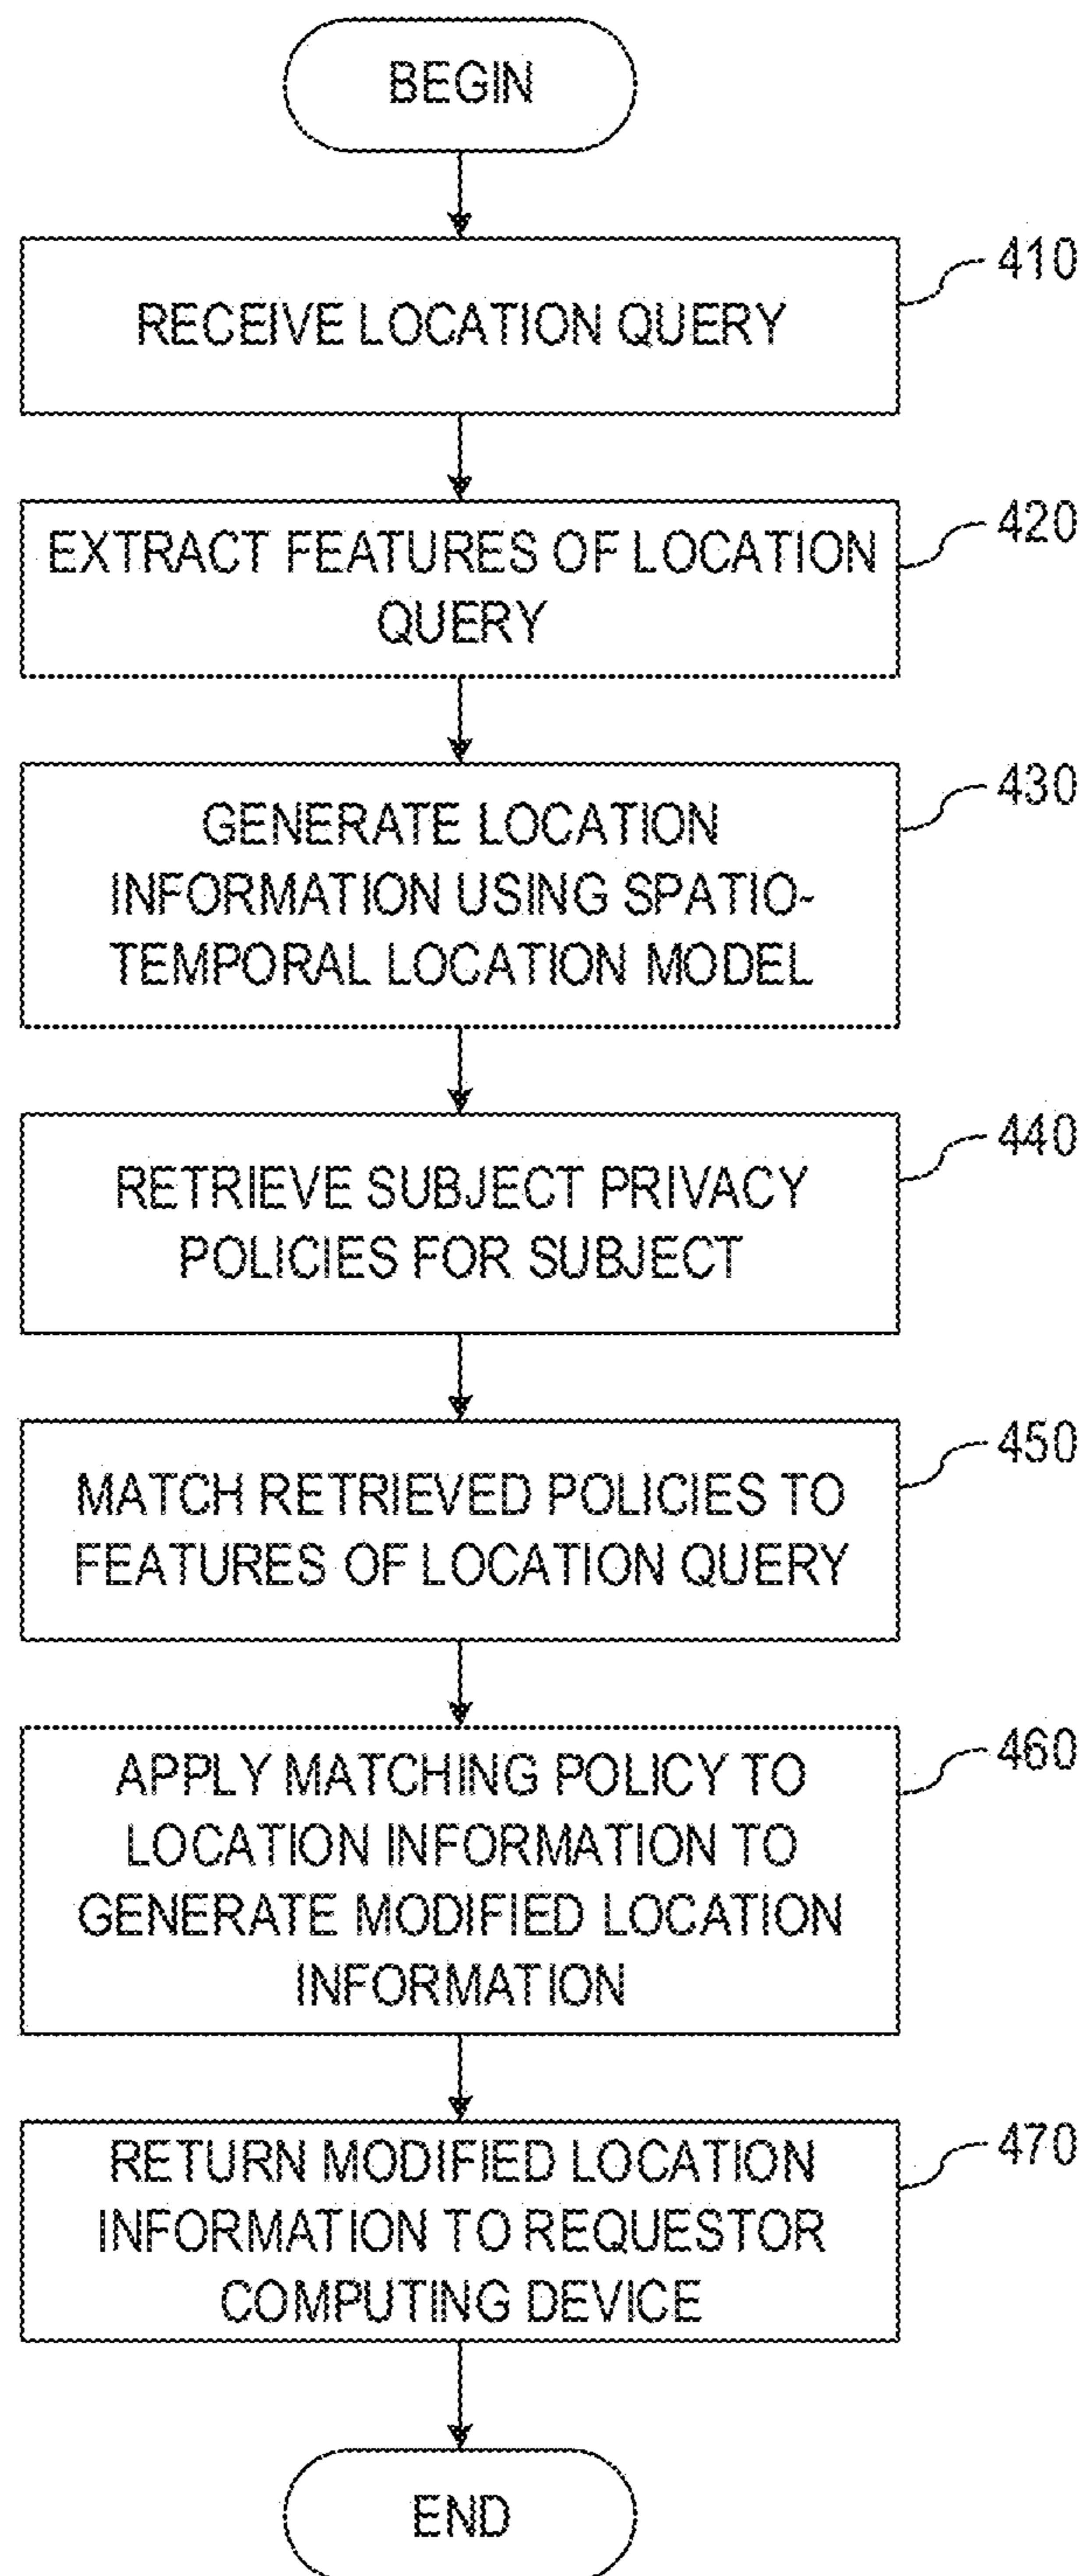 BEGIN
410
RECEIVE LOCATION QUERY
420
EXTRACT FEATURES OF LOCATION
QUERY
430
GENERATE LOCATION
INFORMATION USING SPATIO-
TEMPORAL LOCATION MODEL
440
RETRIEVE SUBJECT PRIVACY
POLICIES FOR SUBJECT
450
MATCH RETRIEVED POLICIES TO
FEATURES OF LOCATION QUERY
460
APPLY MATCHING POLICY TO
LOCATION INFORMATION TO
GENERATE MODIFIED LOCATION
INFORMATION
470
RETURN MODIFIED LOCATION
INFORMATION TO REQUESTOR
COMPUTING DEVICE
END